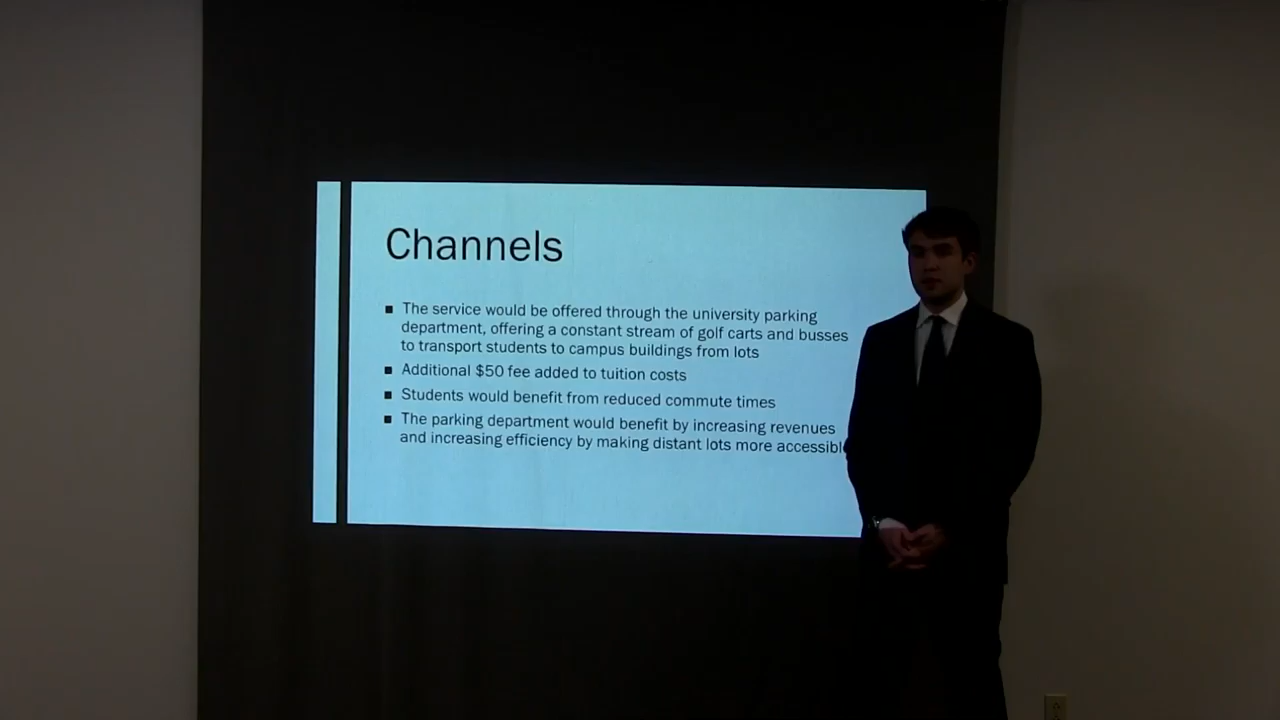 Channels
■ The service would be offered through the university parking
department, offering a constant stream of golf carts and busses
to transport students to campus buildings from lots
■ Additional $50 fee added to tuition costs
■ Students would benefit from reduced commute times
■ The parking department would benefit by increasing revenues
and increasing efficiency by making distant lots more accessible